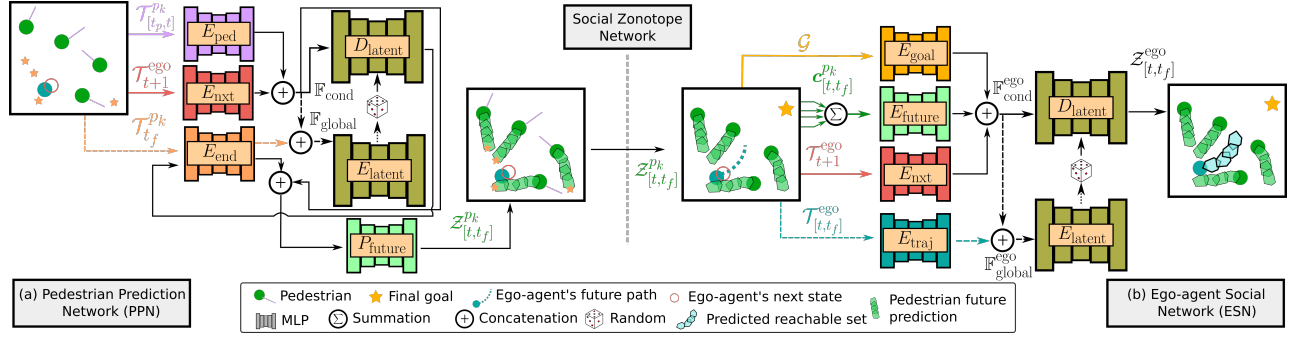 𝒯^{p_k}_{[t_p,t]}
E_ped
𝒯^{ego}_{t+1}
E_nxt
𝒯^{p_k}_{t_f}
E_end
+
+
+
𝔽_cond
𝔽_global
D_latent
E_latent
P_future
𝒵^{p_k}_{[t,t_f]}
(a) Pedestrian Prediction
Network (PPN)
Social Zonotope
Network
𝒵^{p_k}_{[t,t_f]}
𝒢
E_goal
c^{p_k}_{[t,t_f]}
Σ
E_future
𝒯^{ego}_{t+1}
E_nxt
𝒯^{ego}_{[t,t_f]}
E_traj
+
+
𝔽^{ego}_{cond}
𝔽^{ego}_{global}
D_latent
E_latent
𝒵^{ego}_{[t,t_f]}
(b) Ego-agent Social
Network (ESN)
Pedestrian
Final goal
Ego-agent's future path
Ego-agent's next state
Pedestrian future
prediction
MLP
Σ Summation
+ Concatenation
Random
Predicted reachable set